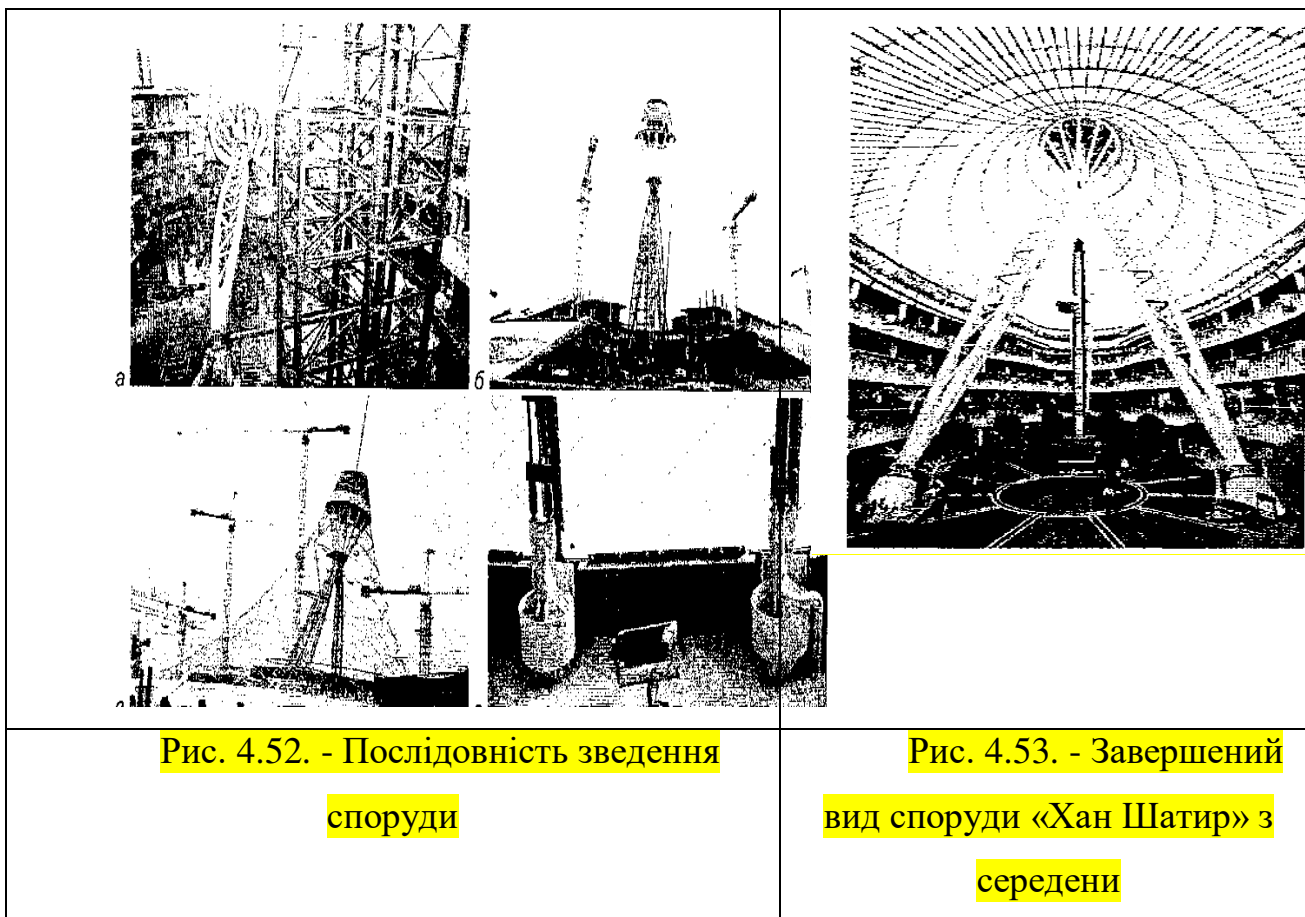 а
б
Рис. 4.52. - Послідовність зведення
споруди
Рис. 4.53. - Завершений
вид споруди «Хан Шатир» з
середени